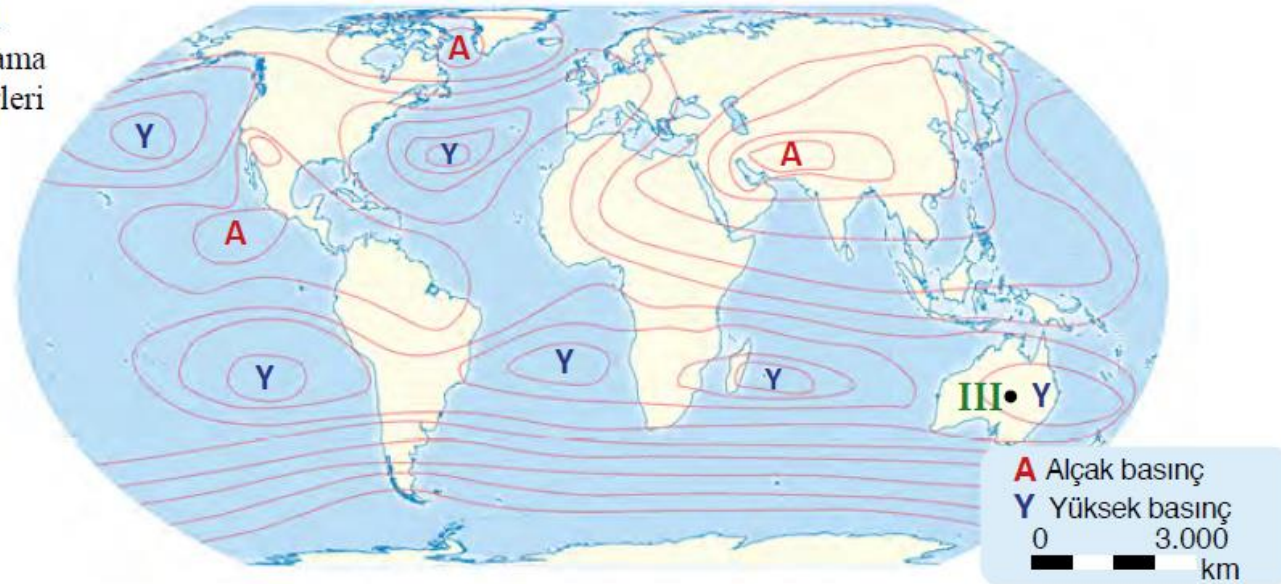 ama
leri
A
Y
Y
A
A
Y
Y
Y
III
Y
A Alçak basınç
Y Yüksek basınç
0 3.000
km